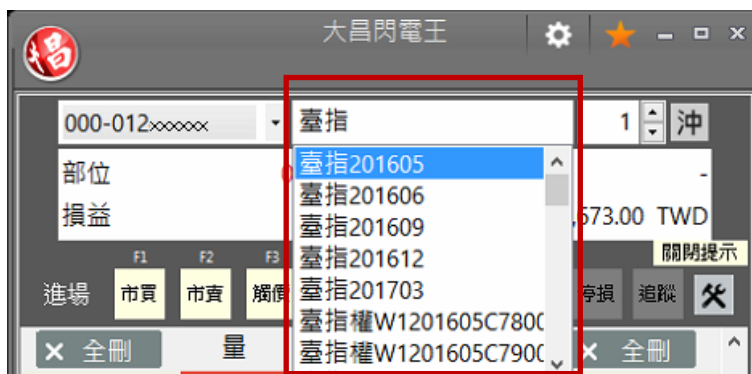 大昌閃電王
昌
000-012xxxxxx 臺指 1 沖
部位 0 -
損益 ,573.00 TWD
臺指201605
臺指201606
臺指201609
臺指201612
臺指201703
臺指權W1201605C7800
臺指權W1201605C7900
關閉提示
F1 F2 F3
進場 市買 市賣 觸價 停損 追蹤
全刪 量 全刪